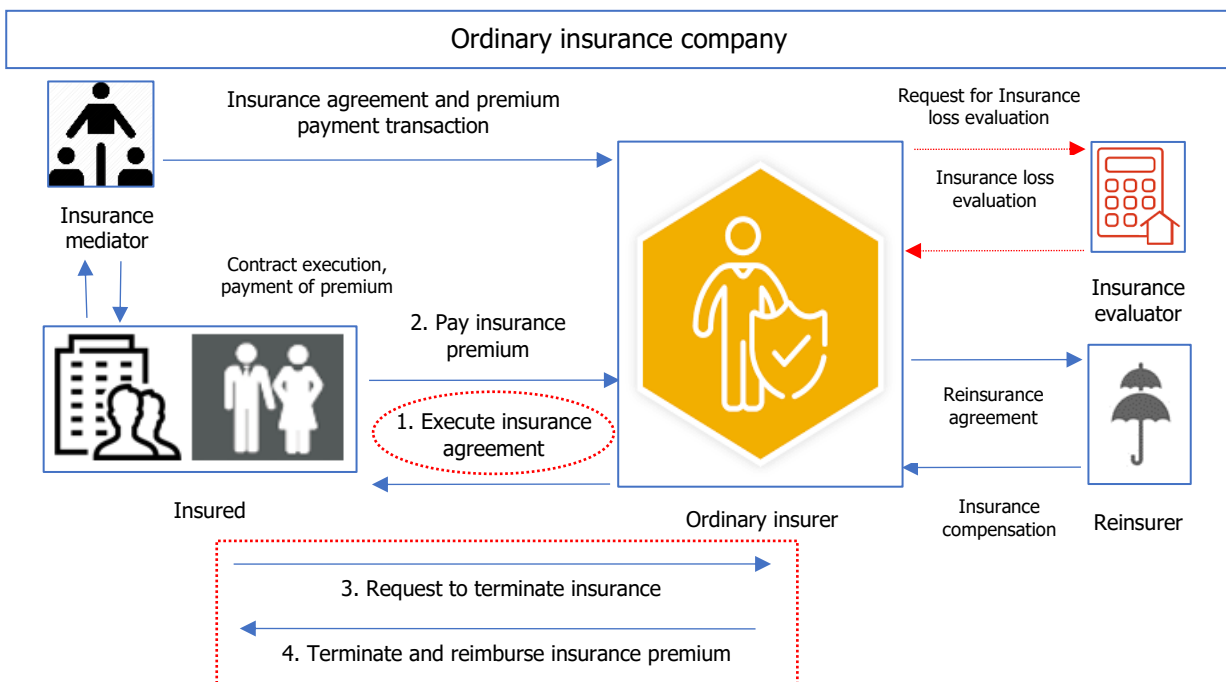 Ordinary insurance company
Insurance agreement and premium
payment transaction
Request for Insurance
loss evaluation
Insurance loss
evaluation
Insurance
mediator
Contract execution,
payment of premium
Insurance
evaluator
2. Pay insurance
premium
1. Execute insurance
agreement
Reinsurance
agreement
Insured
Ordinary insurer
Insurance
compensation
Reinsurer
3. Request to terminate insurance
4. Terminate and reimburse insurance premium